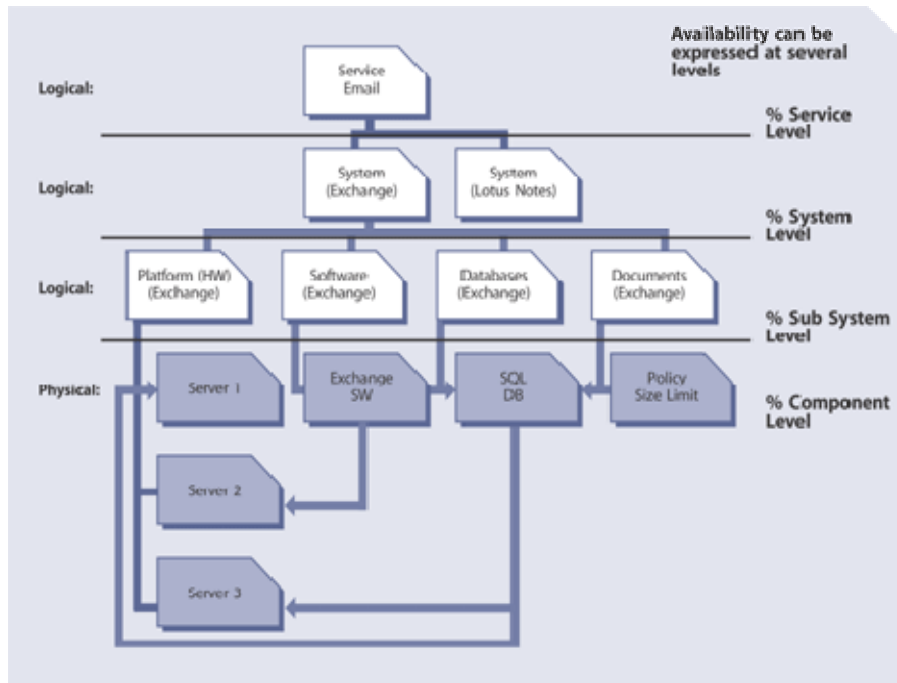 Availability can be
expressed at several
levels
Logical:
Service
Email
% Service
Level
Logical:
System
(Exchange)
System
(Lotus Notes)
% System
Level
Logical:
Platform (HW)
(Exchange)
Software
(Exchange)
Databases
(Exchange)
Documents
(Exchange)
% Sub System
Level
Physical:
Server 1
Exchange
SW
SQL
DB
Policy
Size Limit
% Component
Level
Server 2
Server 3